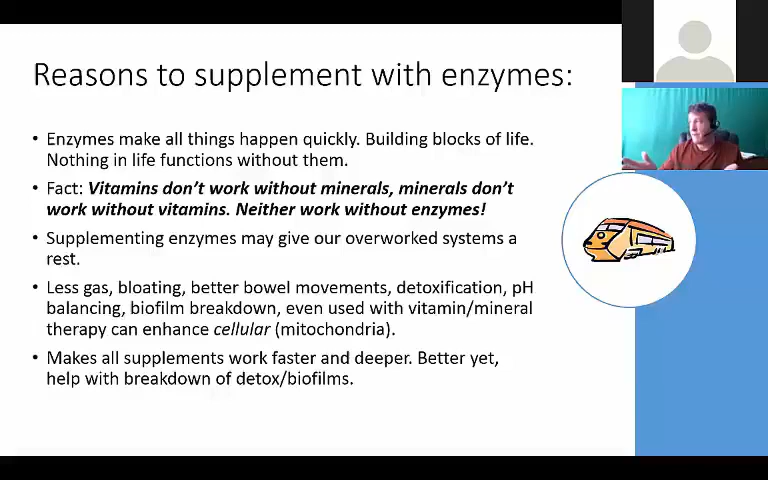 Reasons to supplement with enzymes:
• Enzymes make all things happen quickly. Building blocks of life.
Nothing in life functions without them.
• Fact: Vitamins don't work without minerals, minerals don't
work without vitamins. Neither work without enzymes!
• Supplementing enzymes may give our overworked systems a
rest.
• Less gas, bloating, better bowel movements, detoxification, pH
balancing, biofilm breakdown, even used with vitamin/mineral
therapy can enhance cellular (mitochondria).
• Makes all supplements work faster and deeper. Better yet,
help with breakdown of detox/biofilms.